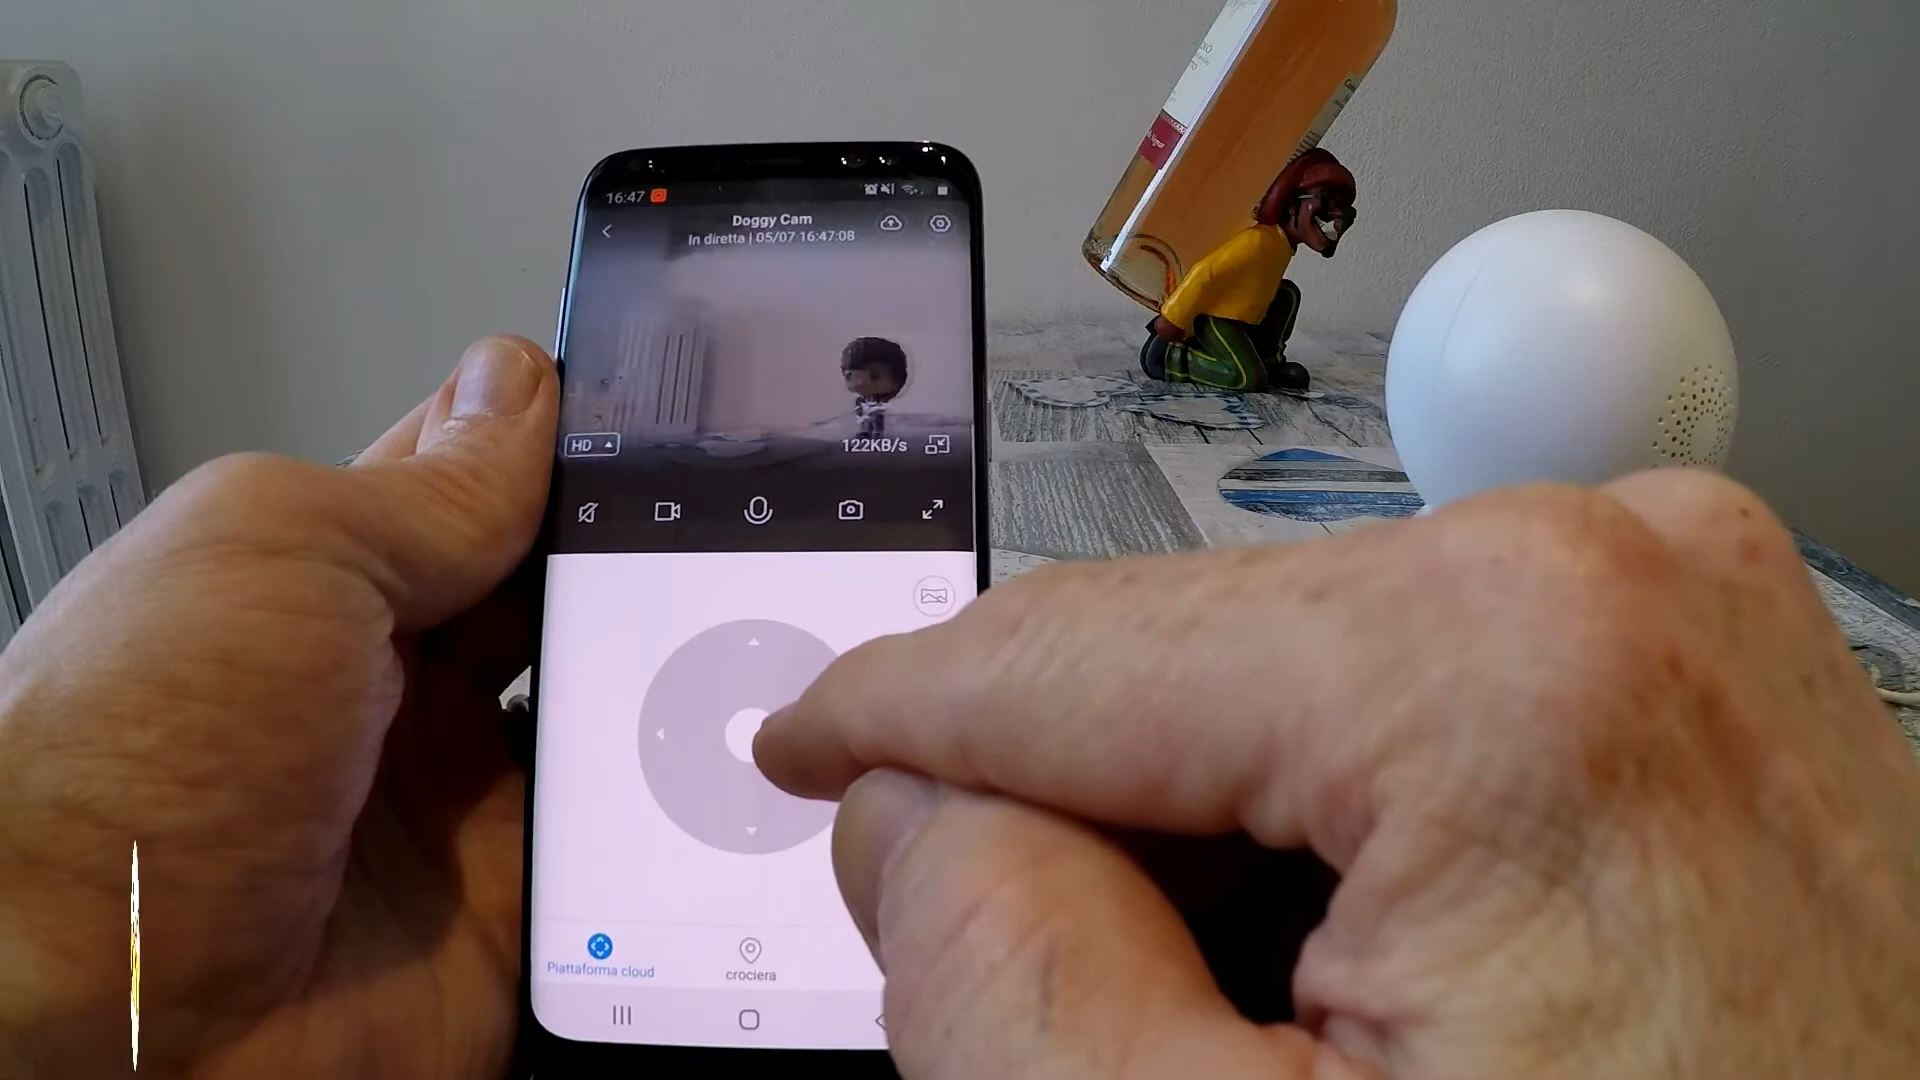 16:47
Doggy Cam
In diretta | 05/07 16:47:08
HD
122KB/s
Piattaforma cloud
crociera